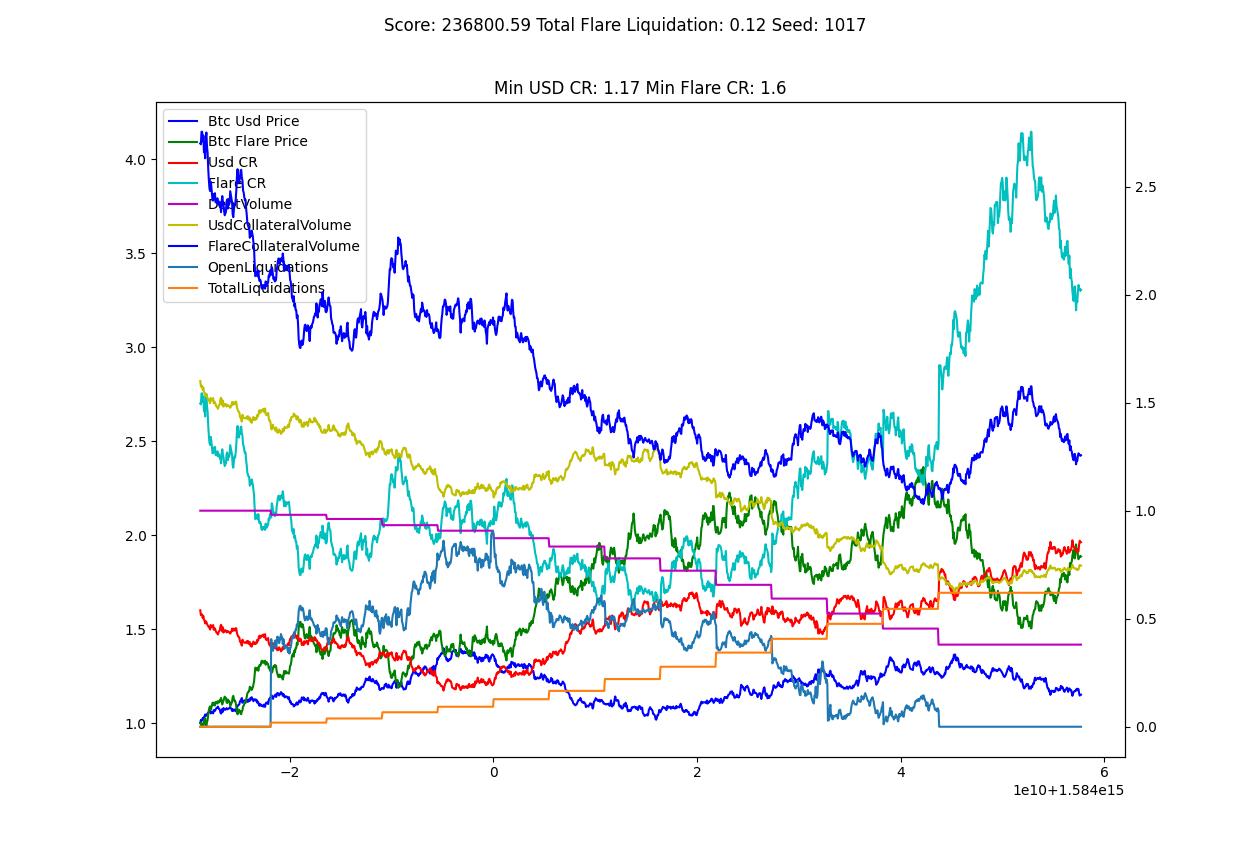 Score: 236800.59 Total Flare Liquidation: 0.12 Seed: 1017
Min USD CR: 1.17 Min Flare CR: 1.6
Btc Usd Price
Btc Flare Price
Usd CR
Flare CR
DebtVolume
UsdCollateralVolume
FlareCollateralVolume
OpenLiquidations
TotalLiquidations
4.0
3.5
3.0
2.5
2.0
1.5
1.0
2.5
2.0
1.5
1.0
0.5
0.0
−2
0
2
4
6
1e10+1.584e15